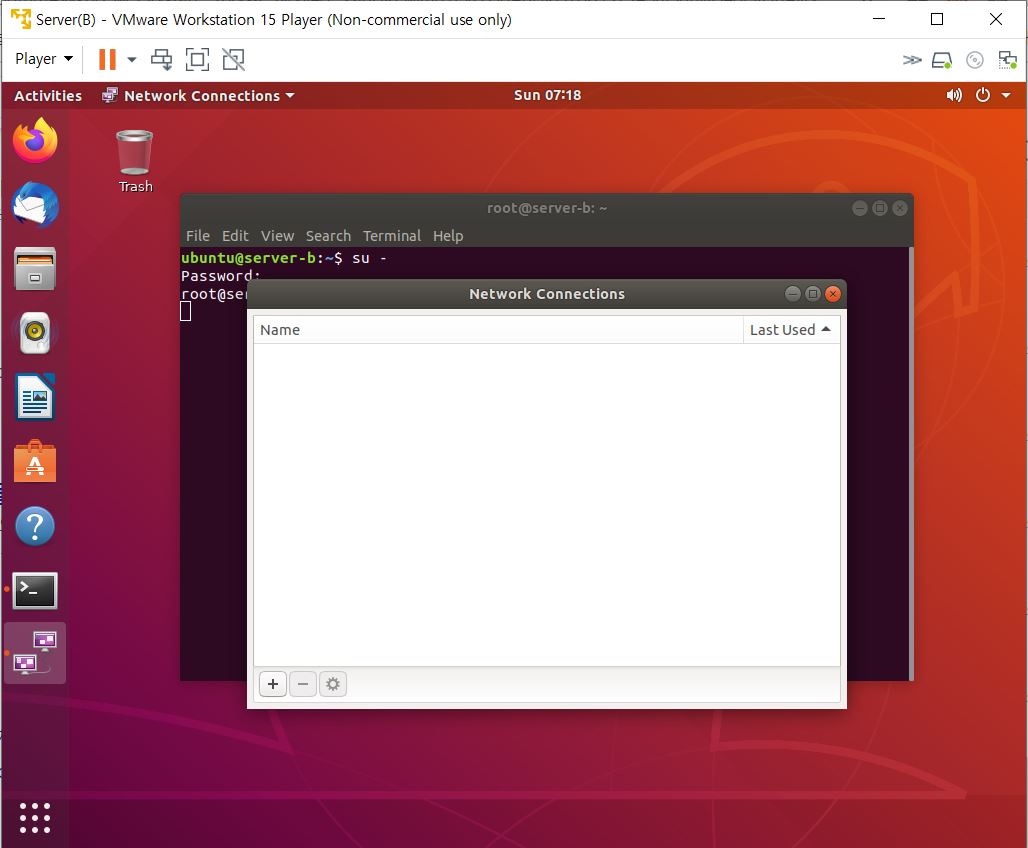 Server(B) - VMware Workstation 15 Player (Non-commercial use only)
Player
Activities
Network Connections
Sun 07:18
Trash
root@server-b: ~
File Edit View Search Terminal Help
ubuntu@server-b:~$ su -
Password:
root@ser
Network Connections
Name
Last Used